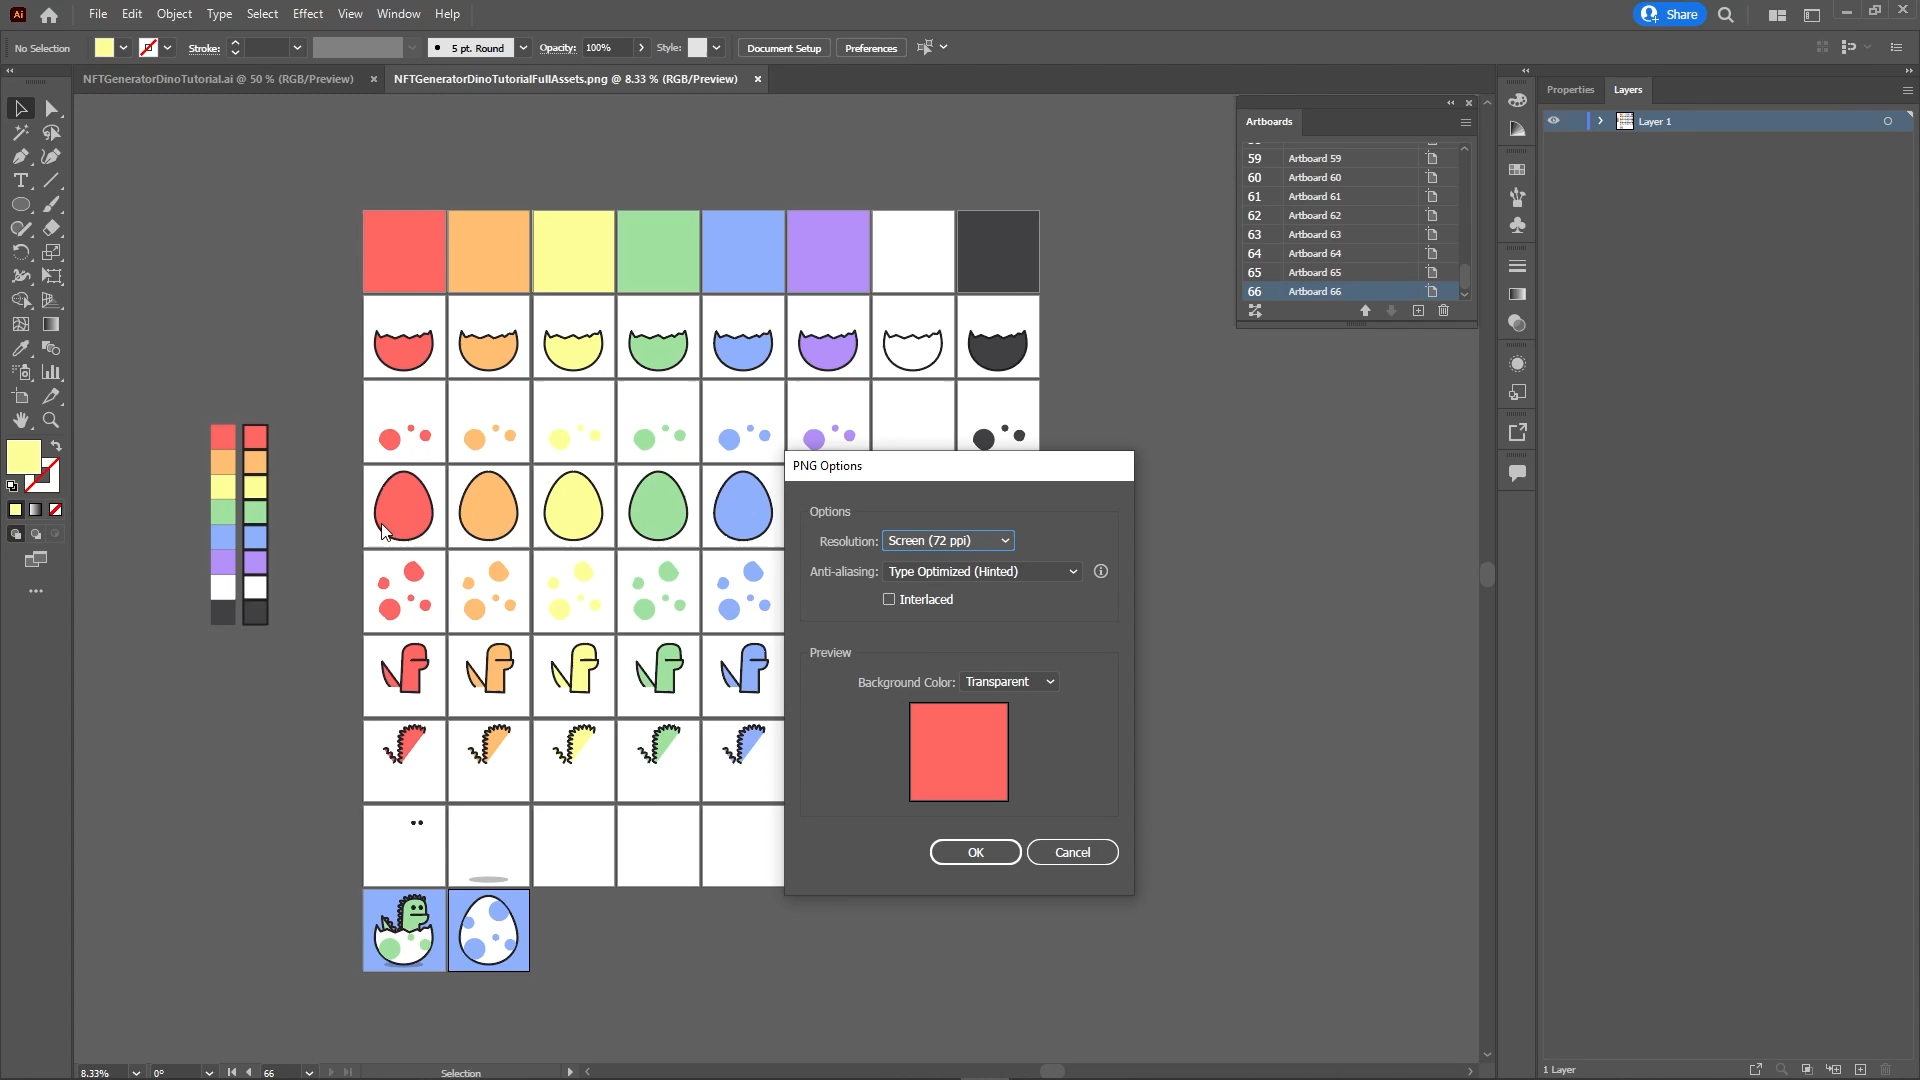 Ai File Edit Object Type Select Effect View Window Help Share
No Selection Stroke: 5 pt. Round Opacity: 100% Style: Document Setup Preferences
NFTGeneratorDinoTutorial.ai @ 50 % (RGB/Preview) NFTGeneratorDinoTutorialFullAssets.png @ 8.33 % (RGB/Preview)
Properties Layers
Layer 1
Artboards
59 Artboard 59
60 Artboard 60
61 Artboard 61
62 Artboard 62
63 Artboard 63
64 Artboard 64
65 Artboard 65
66 Artboard 66
PNG Options
Options
Resolution: Screen (72 ppi)
Anti-aliasing: Type Optimized (Hinted)
Interlaced
Preview
Background Color: Transparent
OK Cancel
8.33% 0° 66 Selection
1 Layer